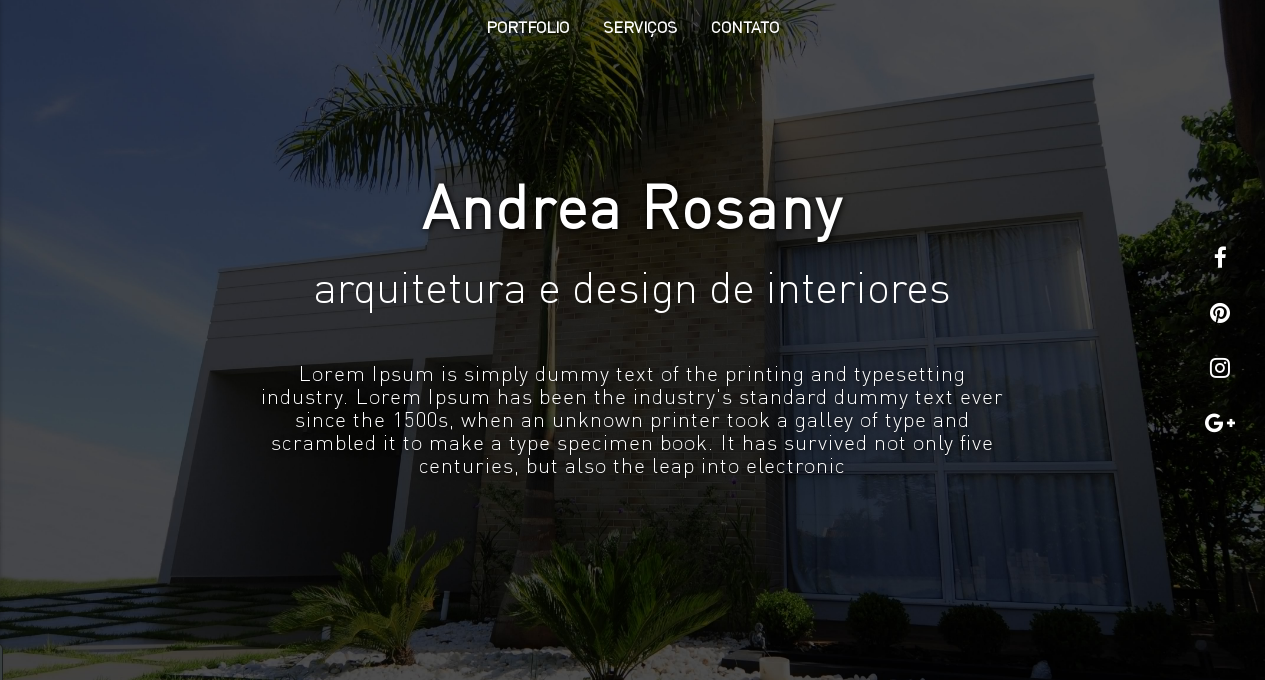 PORTFOLIO SERVIÇOS CONTATO
Andrea Rosany
arquitetura e design de interiores
Lorem Ipsum is simply dummy text of the printing and typesetting
industry. Lorem Ipsum has been the industry's standard dummy text ever
since the 1500s, when an unknown printer took a galley of type and
scrambled it to make a type specimen book. It has survived not only five
centuries, but also the leap into electronic